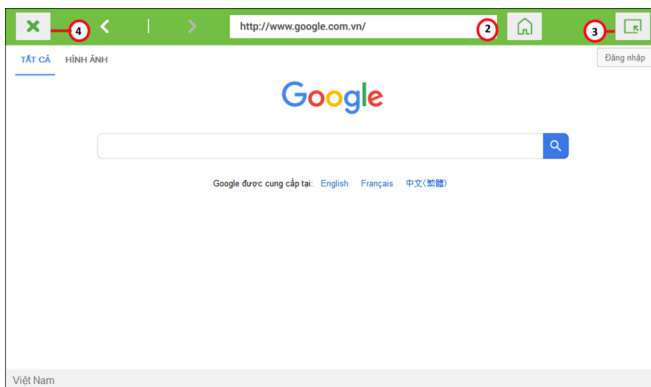 4
http://www.google.com.vn/
2
3
TẤT CẢ HÌNH ẢNH
Đăng nhập
Google
Google được cung cấp tại: English Français 中文(繁體)
Việt Nam